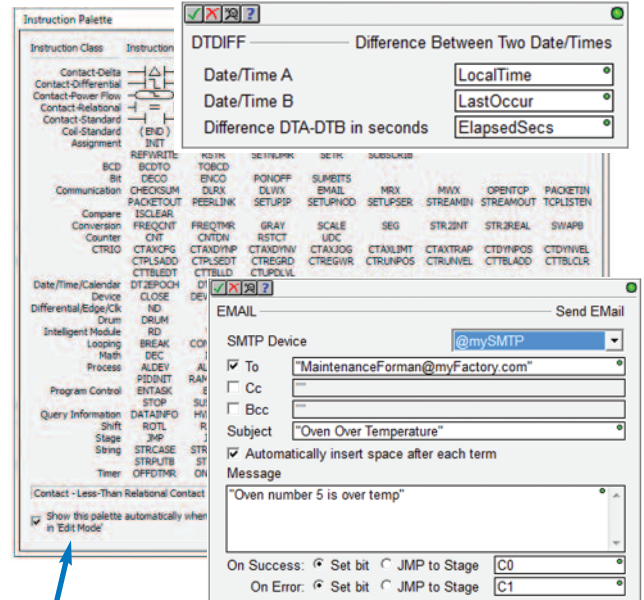 Instruction Palette
Instruction Class Instruction
Contact-Delta
Contact-Differential
Contact-Power Flow
Contact-Relational
Contact-Standard
Coil-Standard (END)
Assignment INIT
REFWRITE RSTR SETNUMR SETR SUBSCRIB
BCD BCDTO TOBCD
Bit DECO ENCO PONOFF SUMBITS
Communication CHECKSUM DLRX DLWX EMAIL MRX MWX OPENTCP PACKETIN
PACKETOUT PEERLINK SETUPIP SETUPNOD SETUPSER STREAMIN STREAMOUT TCPLISTEN
Compare ISCLEAR
Conversion FREQCNT FREQTMR GRAY SCALE SEG STR2INT STR2REAL SWAPB
Counter CNT CNTDN RSTCT UDC
CTRIO CTAXCFG CTAXDYNP CTAXDYNV CTAXJOG CTAXLIMT CTAXTRAP CTDYNPOS CTDYNVEL
CTPLSADD CTPLSEDT CTREGRD CTREGWR CTRUNPOS CTRUNVEL CTTBLADD CTTBLCLR
CTTBLEDT CTTBLLD CTUPDLVL
Date/Time/Calendar DT2EPOCH
Device CLOSE
Differential/Edge/Clk ND
Drum DRUM
Intelligent Module RD
Looping BREAK
Math DEC
Process ALDEV
PIDINIT
Program Control ENTASK
STOP
Query Information DATAINFO
Shift ROTL
Stage JMP
String STRCASE
STRPUTB
Timer OFFDTMR
Contact - Less-Than Relational Contact
Show this palette automatically when
in 'Edit Mode'
DTDIFF Difference Between Two Date/Times
Date/Time A LocalTime
Date/Time B LastOccur
Difference DTA-DTB in seconds ElapsedSecs
EMAIL Send EMail
SMTP Device @mySMTP
To "MaintenanceForman@myFactory.com"
Cc ""
Bcc ""
Subject "Oven Over Temperature"
Automatically insert space after each term
Message
"Oven number 5 is over temp"
On Success: Set bit JMP to Stage C0
On Error: Set bit JMP to Stage C1